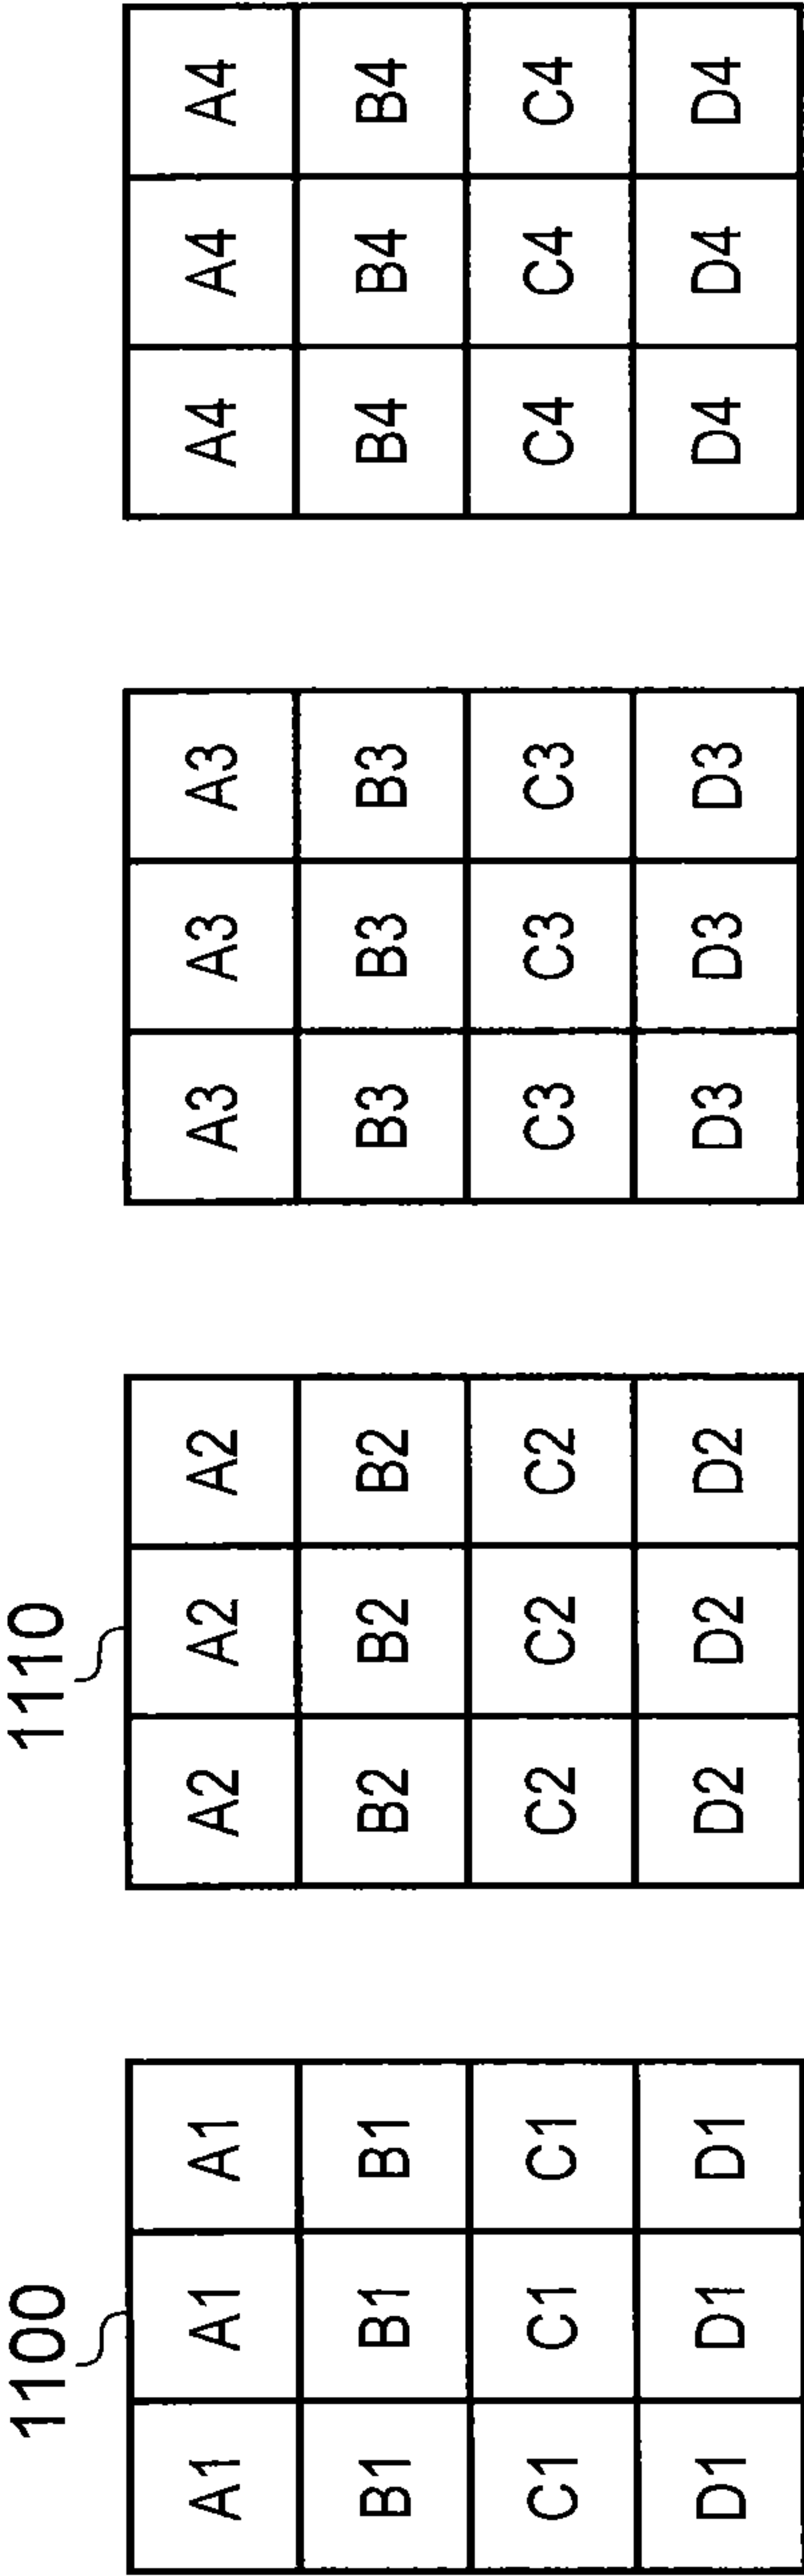 1100 1110
A1 A1 A1 A2 A2 A2 A3 A3 A3 A4 A4 A4
B1 B1 B1 B2 B2 B2 B3 B3 B3 B4 B4 B4
C1 C1 C1 C2 C2 C2 C3 C3 C3 C4 C4 C4
D1 D1 D1 D2 D2 D2 D3 D3 D3 D4 D4 D4